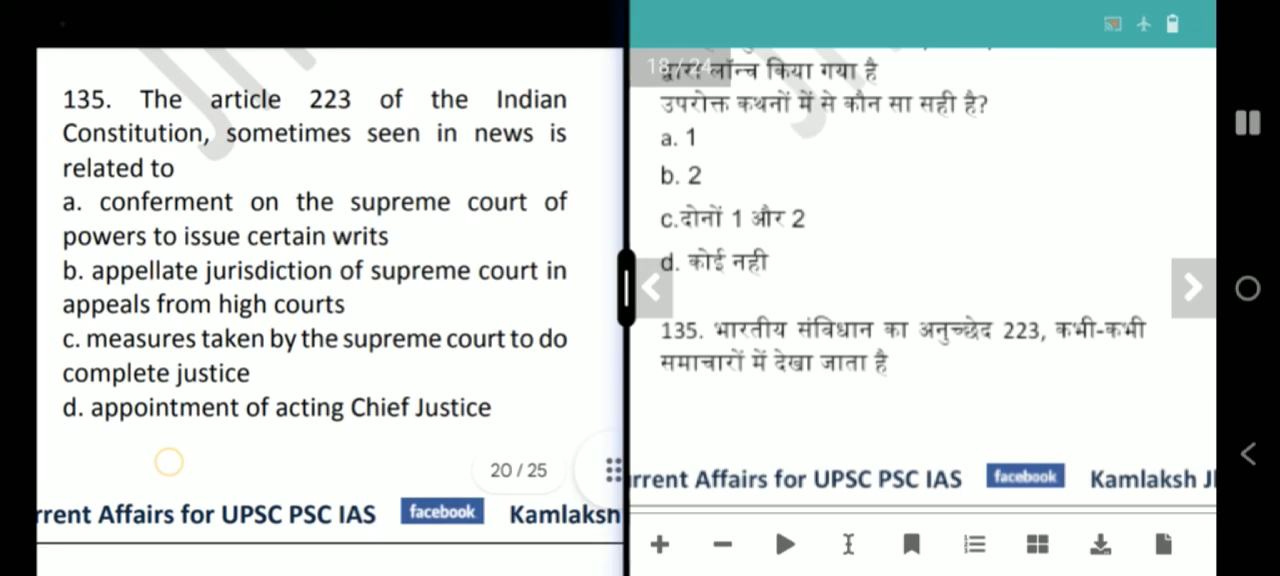 135. The article 223 of the Indian
Constitution, sometimes seen in news is
related to
a. conferment on the supreme court of
powers to issue certain writs
b. appellate jurisdiction of supreme court in
appeals from high courts
c. measures taken by the supreme court to do
complete justice
d. appointment of acting Chief Justice
20 / 25
rrent Affairs for UPSC PSC IAS facebook Kamlaksh
18 / 24
द्वारा लॉन्च किया गया है
उपरोक्त कथनों में से कौन सा सही है?
a. 1
b. 2
c.दोनों 1 और 2
d. कोई नही
135. भारतीय संविधान का अनुच्छेद 223, कभी-कभी
समाचारों में देखा जाता है
rrent Affairs for UPSC PSC IAS facebook Kamlaksh J